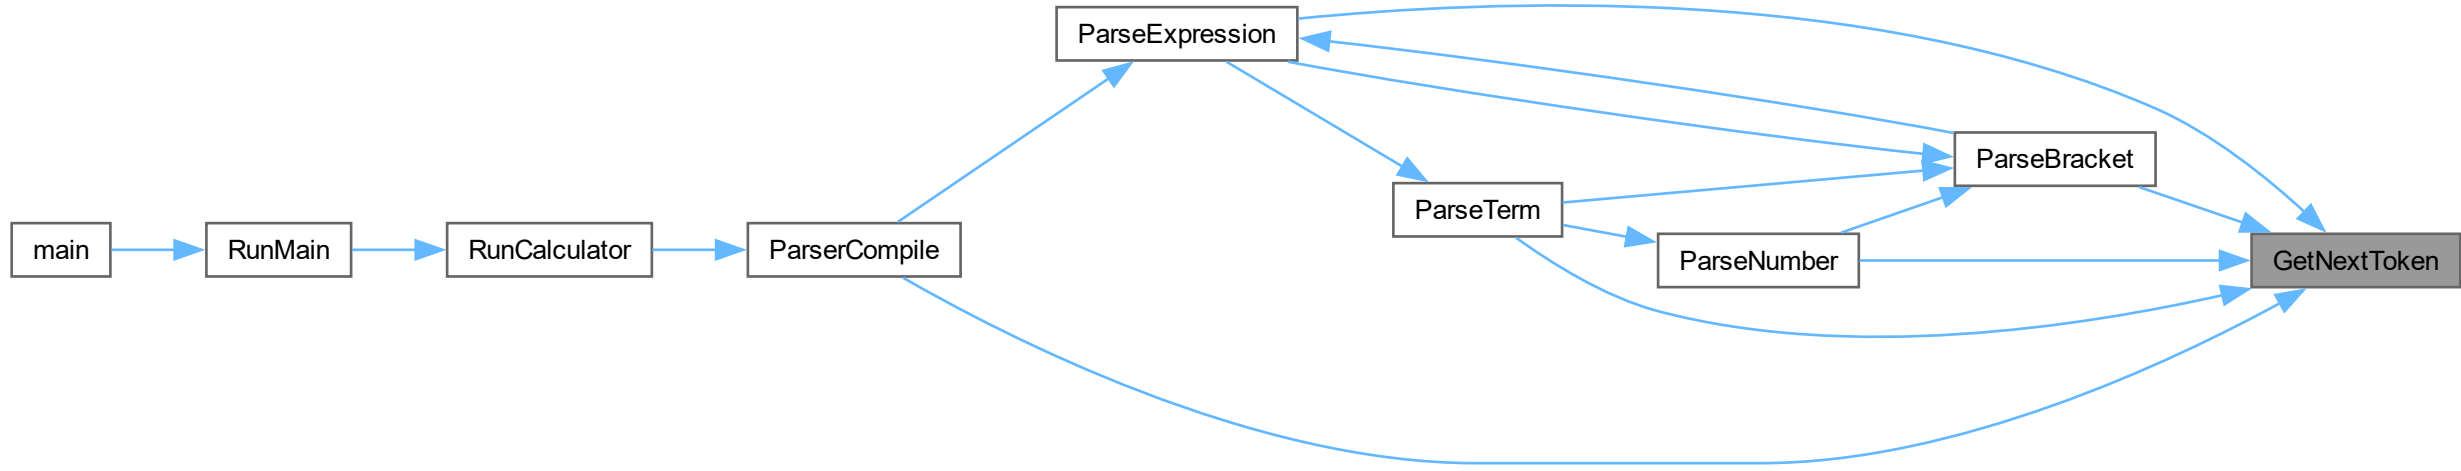 ParseExpression
ParseBracket
ParseTerm
main
RunMain
RunCalculator
ParserCompile
ParseNumber
GetNextToken